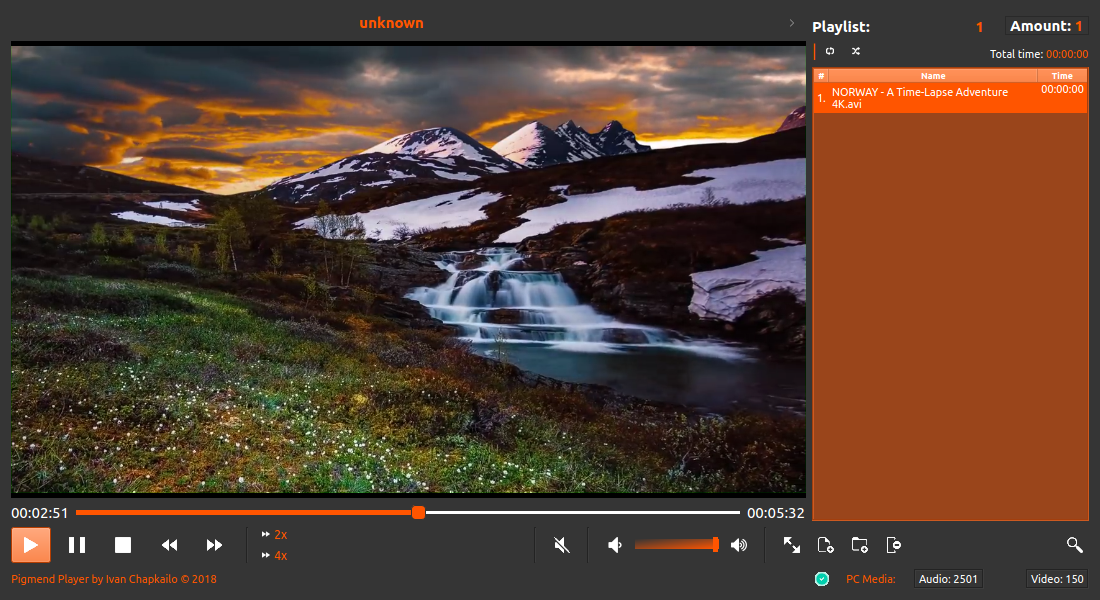 unknown
Playlist:
1
Amount: 1
Total time: 00:00:00
# Name Time
1. NORWAY - A Time-Lapse Adventure 00:00:00
4K.avi
00:02:51
00:05:32
2x
4x
Pigmend Player by Ivan Chapkailo © 2018
PC Media:
Audio: 2501
Video: 150